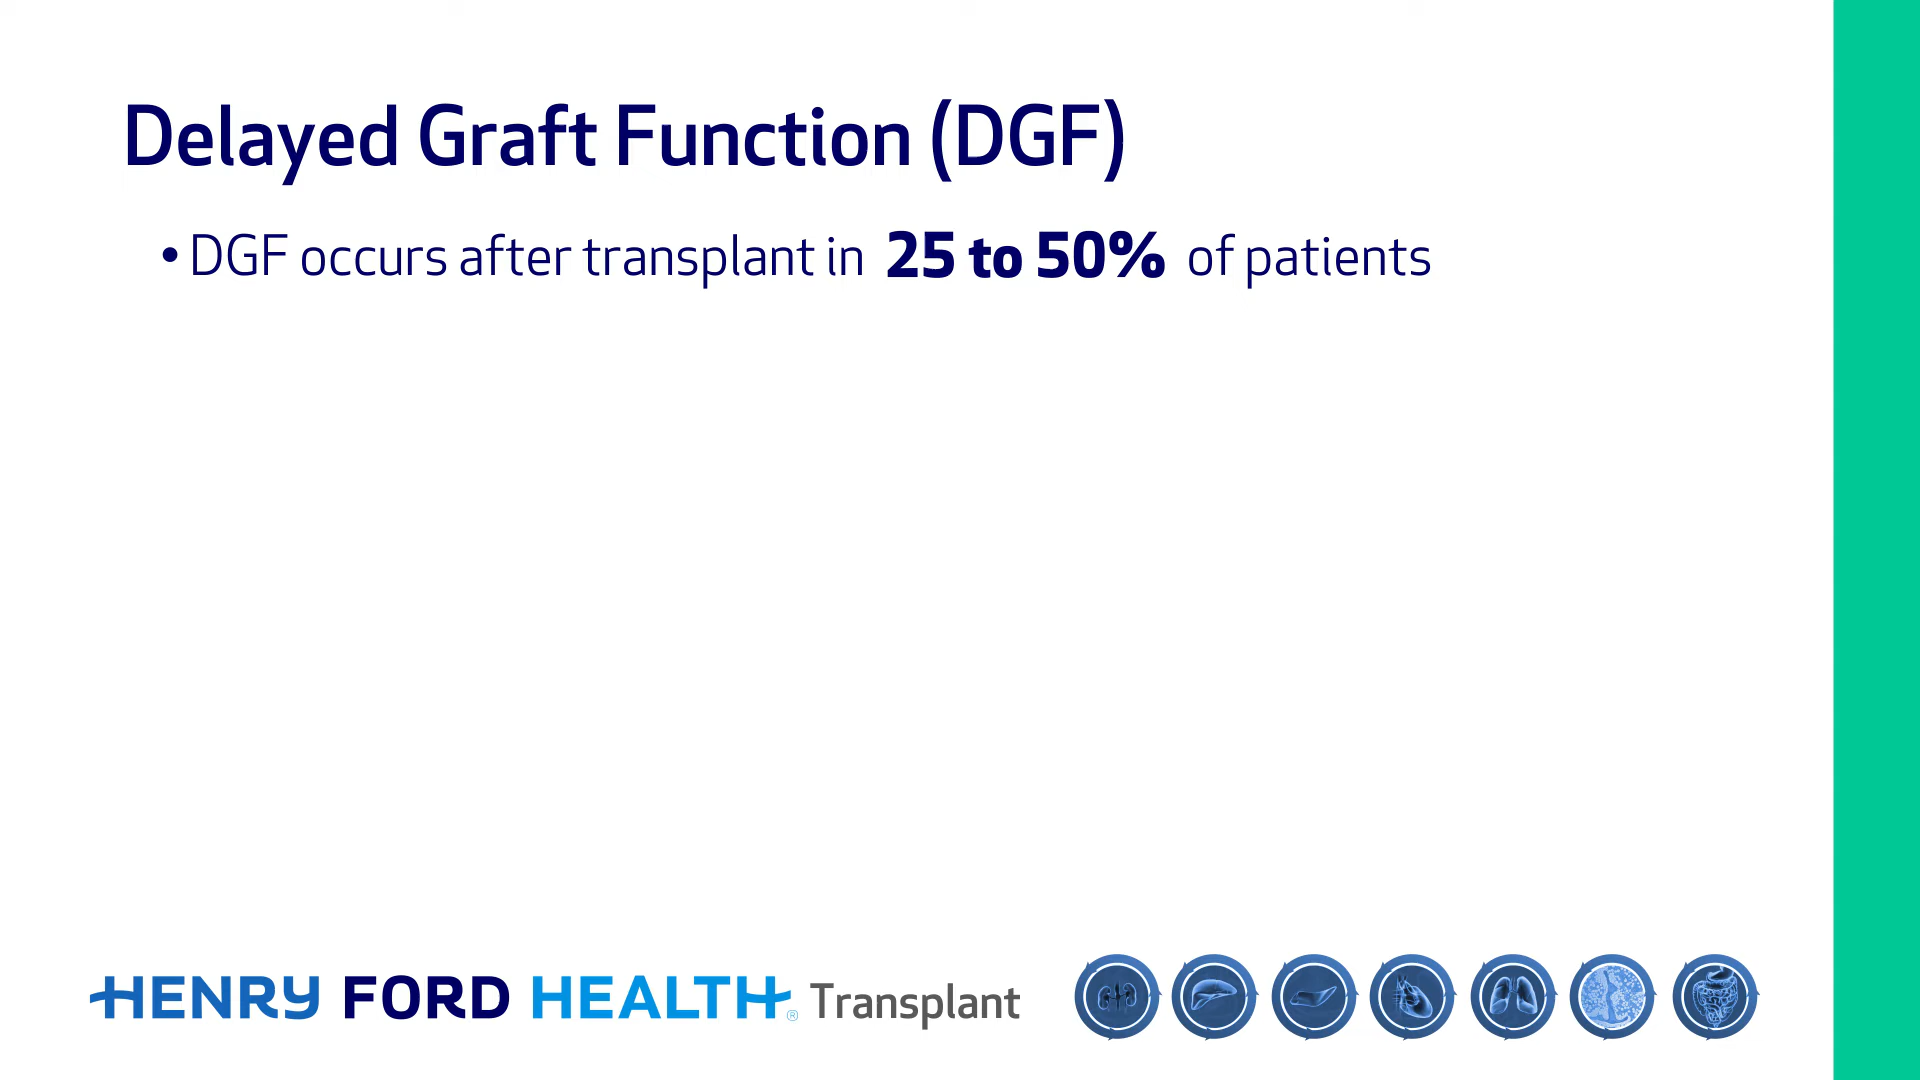 Delayed Graft Function (DGF)
• DGF occurs after transplant in 25 to 50% of patients
HENRY FORD HEALTH® Transplant